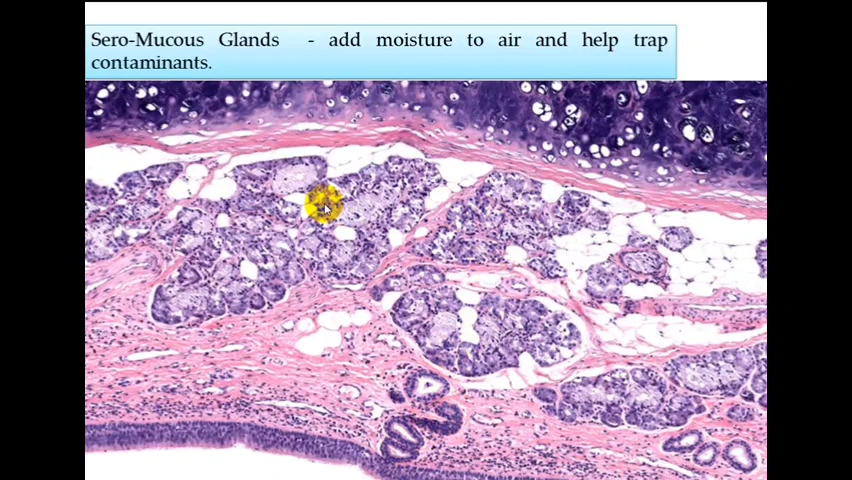 Sero-Mucous Glands - add moisture to air and help trap
contaminants.